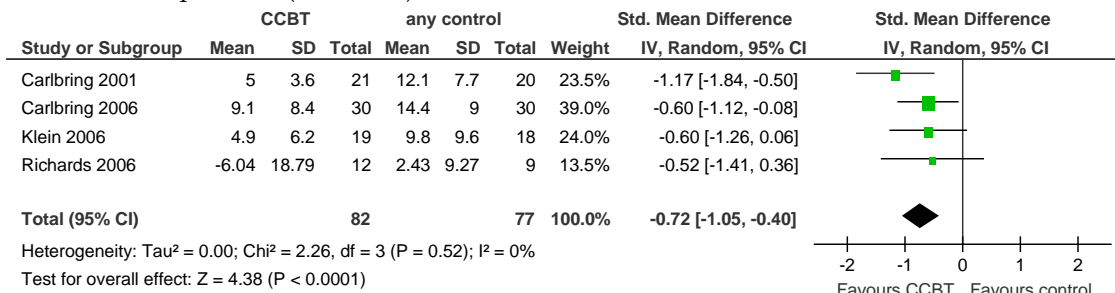 CCBT any control Std. Mean Difference Std. Mean Difference
Study or Subgroup Mean SD Total Mean SD Total Weight IV, Random, 95% CI IV, Random, 95% CI
Carlbring 2001 5 3.6 21 12.1 7.7 20 23.5% -1.17 [-1.84, -0.50]
Carlbring 2006 9.1 8.4 30 14.4 9 30 39.0% -0.60 [-1.12, -0.08]
Klein 2006 4.9 6.2 19 9.8 9.6 18 24.0% -0.60 [-1.26, 0.06]
Richards 2006 -6.04 18.79 12 2.43 9.27 9 13.5% -0.52 [-1.41, 0.36]
Total (95% CI) 82 77 100.0% -0.72 [-1.05, -0.40]
Heterogeneity: Tau² = 0.00; Chi² = 2.26, df = 3 (P = 0.52); I² = 0%
Test for overall effect: Z = 4.38 (P < 0.0001)
-2 -1 0 1 2
Favours CCBT Favours control